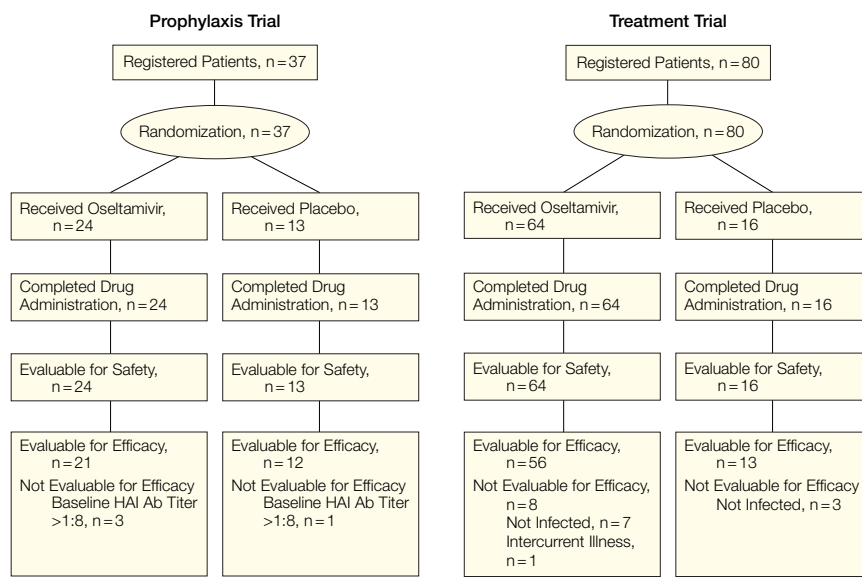 Prophylaxis Trial
Registered Patients, n=37
Randomization, n=37
Received Oseltamivir,
n=24
Received Placebo,
n=13
Completed Drug
Administration, n=24
Completed Drug
Administration, n=13
Evaluable for Safety,
n=24
Evaluable for Safety,
n=13
Evaluable for Efficacy,
n=21
Not Evaluable for Efficacy
Baseline HAI Ab Titer
>1:8, n=3
Evaluable for Efficacy,
n=12
Not Evaluable for Efficacy
Baseline HAI Ab Titer
>1:8, n=1
Treatment Trial
Registered Patients, n=80
Randomization, n=80
Received Oseltamivir,
n=64
Received Placebo,
n=16
Completed Drug
Administration, n=64
Completed Drug
Administration, n=16
Evaluable for Safety,
n=64
Evaluable for Safety,
n=16
Evaluable for Efficacy,
n=56
Not Evaluable for Efficacy,
n=8
Not Infected, n=7
Intercurrent Illness,
n=1
Evaluable for Efficacy,
n=13
Not Evaluable for Efficacy
Not Infected, n=3